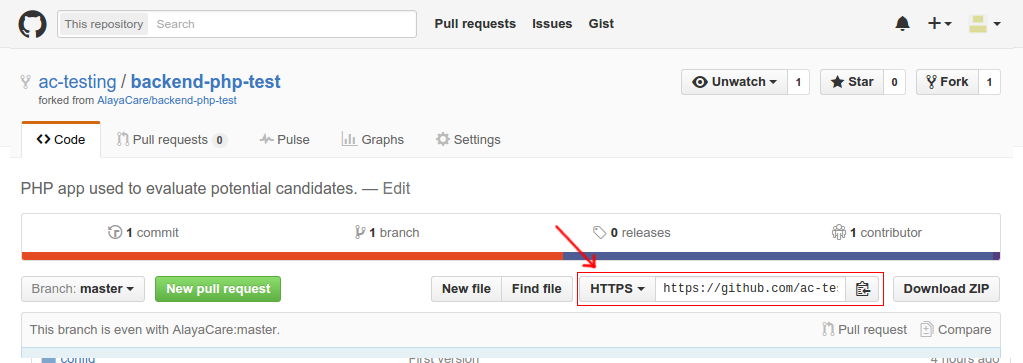 This repository Search Pull requests Issues Gist
ac-testing / backend-php-test Unwatch 1 Star 0 Fork 1
forked from AlayaCare/backend-php-test
Code Pull requests 0 Pulse Graphs Settings
PHP app used to evaluate potential candidates. — Edit
1 commit 1 branch 0 releases 1 contributor
Branch: master New pull request New file Find file HTTPS https://github.com/ac-te Download ZIP
This branch is even with AlayaCare:master. Pull request Compare
config First version 4 hours ago